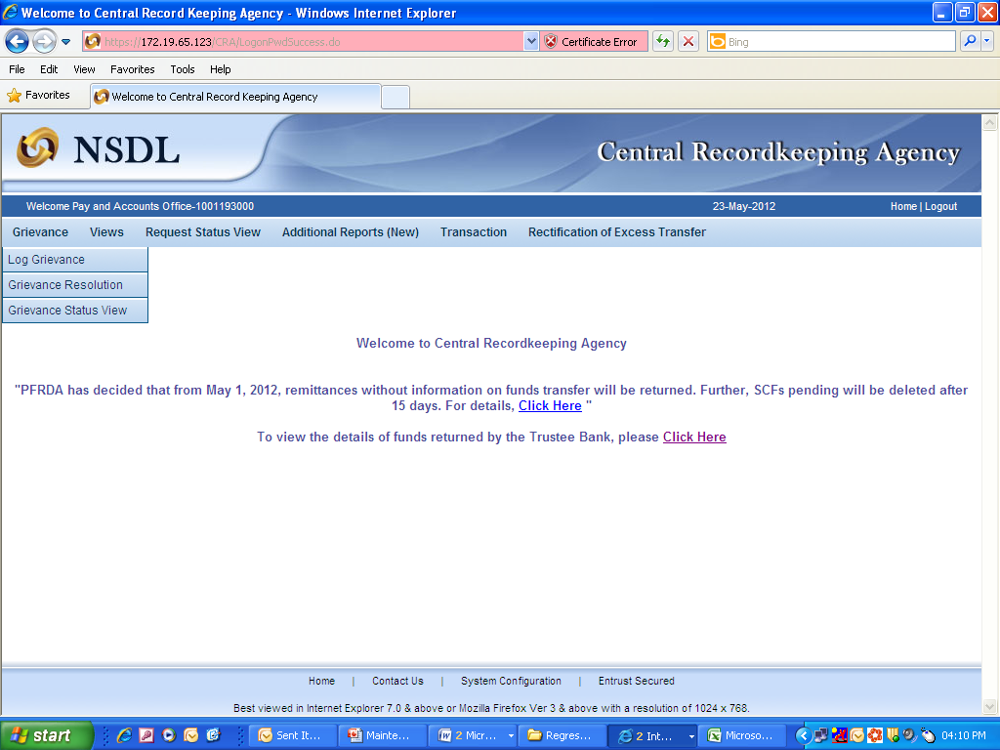 Welcome to Central Record Keeping Agency - Windows Internet Explorer
https://172.19.65.123/CRA/LogonPwdSuccess.do
Certificate Error
Bing
File Edit View Favorites Tools Help
Favorites
Welcome to Central Record Keeping Agency
NSDL
Central Recordkeeping Agency
Welcome Pay and Accounts Office-1001193000
23-May-2012
Home | Logout
Grievance Views Request Status View Additional Reports (New) Transaction Rectification of Excess Transfer
Log Grievance
Grievance Resolution
Grievance Status View
Welcome to Central Recordkeeping Agency
"PFRDA has decided that from May 1, 2012, remittances without information on funds transfer will be returned. Further, SCFs pending will be deleted after
15 days. For details, Click Here "
To view the details of funds returned by the Trustee Bank, please Click Here
Home | Contact Us | System Configuration | Entrust Secured
Best viewed in Internet Explorer 7.0 & above or Mozilla Firefox Ver 3 & above with a resolution of 1024 x 768.
start
Sent It...
Mainte...
2 Micr...
Regres...
2 Int...
Microso...
04:10 PM